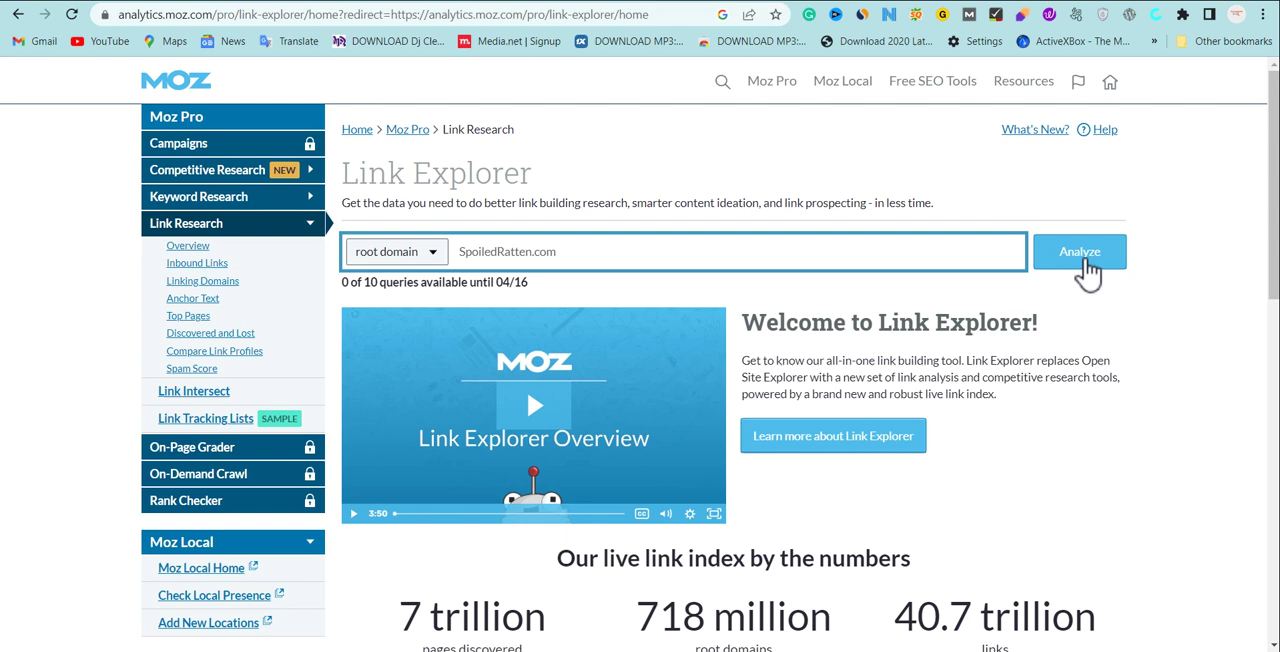 analytics.moz.com/pro/link-explorer/home?redirect=https://analytics.moz.com/pro/link-explorer/home
Gmail
YouTube
Maps
News
Translate
DOWNLOAD Dj Cle...
Media.net | Signup
DOWNLOAD MP3:...
DOWNLOAD MP3:...
Download 2020 Lat...
Settings
ActiveXBox - The M...
»
Other bookmarks
MOZ
Moz Pro
Moz Local
Free SEO Tools
Resources
Moz Pro
Campaigns
Competitive Research NEW
Keyword Research
Link Research
Overview
Inbound Links
Linking Domains
Anchor Text
Top Pages
Discovered and Lost
Compare Link Profiles
Spam Score
Link Intersect
Link Tracking Lists SAMPLE
On-Page Grader
On-Demand Crawl
Rank Checker
Moz Local
Moz Local Home
Check Local Presence
Add New Locations
Home > Moz Pro > Link Research
What's New? ? Help
Link Explorer
Get the data you need to do better link building research, smarter content ideation, and link prospecting - in less time.
root domain SpoiledRatten.com Analyze
0 of 10 queries available until 04/16
MOZ
Link Explorer Overview
3:50
CC
Welcome to Link Explorer!
Get to know our all-in-one link building tool. Link Explorer replaces Open
Site Explorer with a new set of link analysis and competitive research tools,
powered by a brand new and robust live link index.
Learn more about Link Explorer
Our live link index by the numbers
7 trillion 718 million 40.7 trillion
pages discovered root domains links